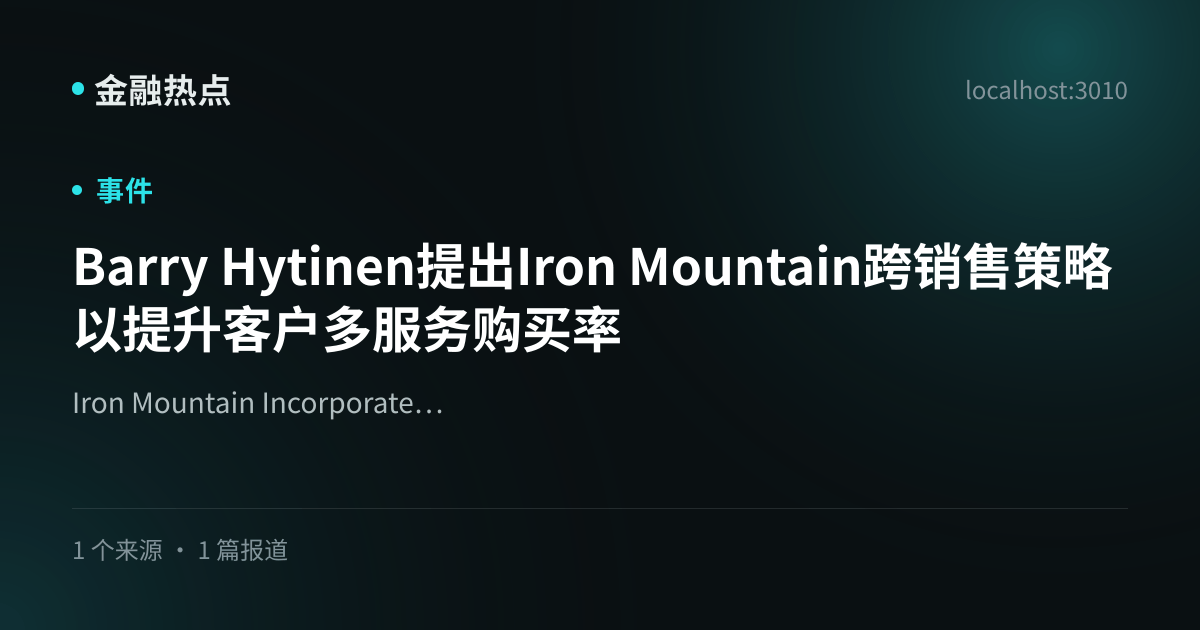 金融热点
localhost:3010
事件
Barry Hytinen提出Iron Mountain跨销售策略
以提升客户多服务购买率
Iron Mountain Incorporate…
1 个来源 · 1 篇报道